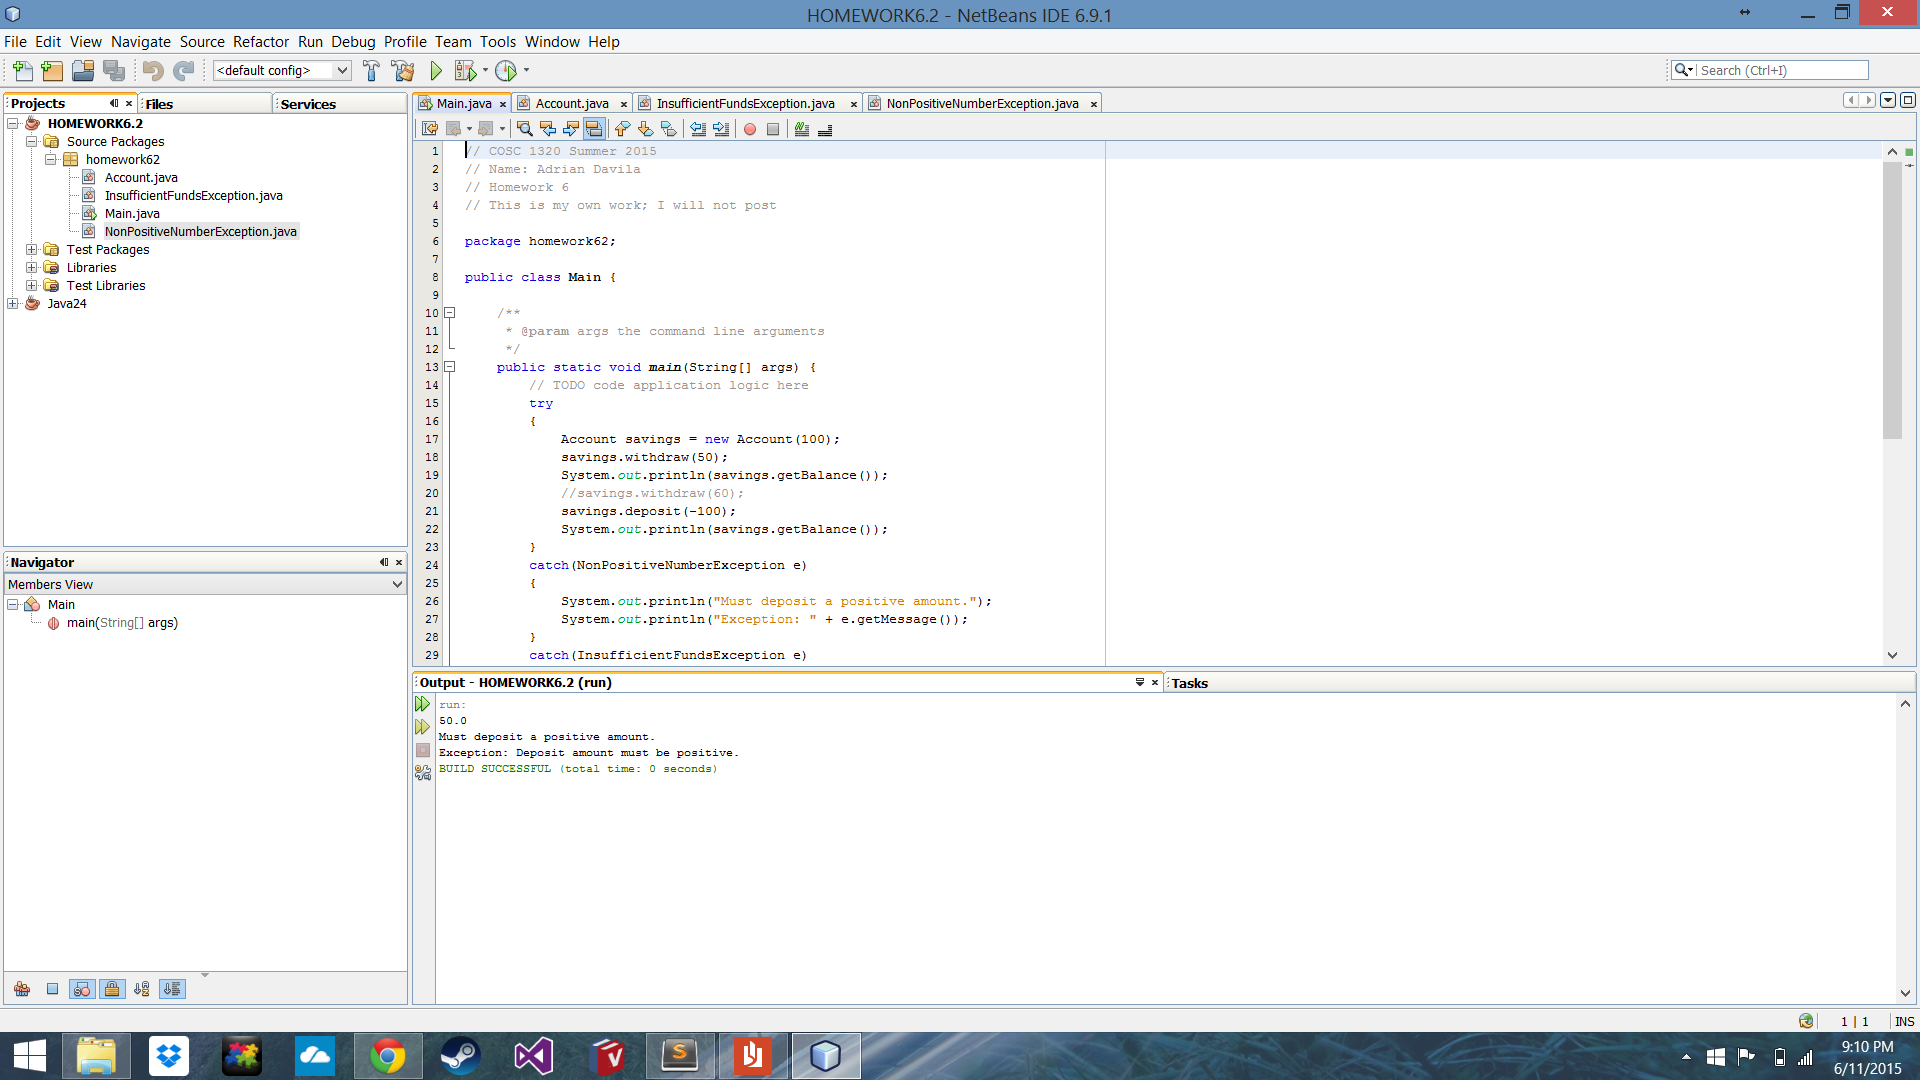 HOMEWORK6.2 - NetBeans IDE 6.9.1
File Edit View Navigate Source Refactor Run Debug Profile Team Tools Window Help
<default config>
Search (Ctrl+I)
Projects
Files
Services
HOMEWORK6.2
Source Packages
homework62
Account.java
InsufficientFundsException.java
Main.java
NonPositiveNumberException.java
Test Packages
Libraries
Test Libraries
Java24
Navigator
Members View
Main
main(String[] args)
Main.java
Account.java
InsufficientFundsException.java
NonPositiveNumberException.java
1 // COSC 1320 Summer 2015
2 // Name: Adrian Davila
3 // Homework 6
4 // This is my own work; I will not post
5
6 package homework62;
7
8 public class Main {
9
10 /**
11 * @param args the command line arguments
12 */
13 public static void main(String[] args) {
14 // TODO code application logic here
15 try
16 {
17 Account savings = new Account(100);
18 savings.withdraw(50);
19 System.out.println(savings.getBalance());
20 //savings.withdraw(60);
21 savings.deposit(-100);
22 System.out.println(savings.getBalance());
23 }
24 catch(NonPositiveNumberException e)
25 {
26 System.out.println("Must deposit a positive amount.");
27 System.out.println("Exception: " + e.getMessage());
28 }
29 catch(InsufficientFundsException e)
Output - HOMEWORK6.2 (run)
Tasks
run:
50.0
Must deposit a positive amount.
Exception: Deposit amount must be positive.
BUILD SUCCESSFUL (total time: 0 seconds)
1 | 1 INS
9:10 PM
6/11/2015